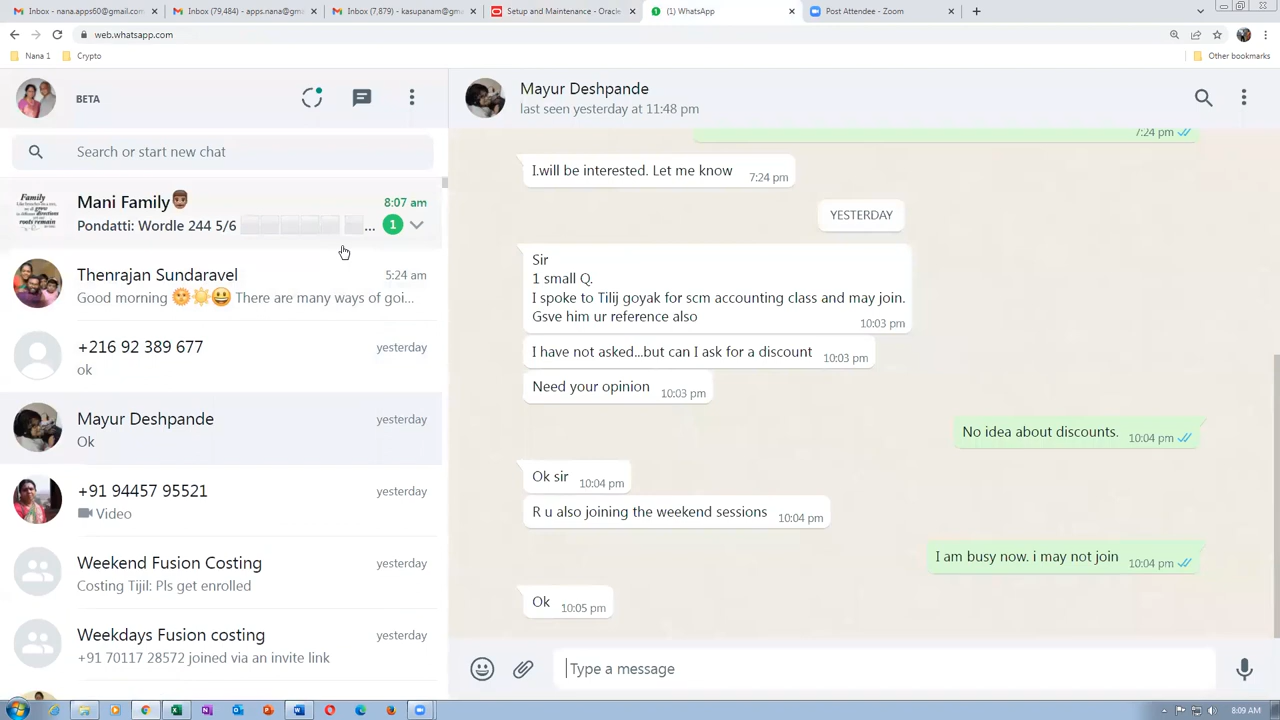 Inbox - nana.apps60@gmail.com
Inbox (79,484) - apps.nana@gm
Inbox (7,879) - kasupanam@gm
Setup and Maintenance - Oracle
(1) WhatsApp
Post Attendee - Zoom
web.whatsapp.com
Nana 1
Crypto
Other bookmarks
BETA
Search or start new chat
Mani Family
8:07 am
Pondatti: Wordle 244 5/6
...
1
Thenrajan Sundaravel
5:24 am
Good morning 🌞☀️😃 There are many ways of goi...
+216 92 389 677
yesterday
ok
Mayur Deshpande
yesterday
Ok
+91 94457 95521
yesterday
Video
Weekend Fusion Costing
yesterday
Costing Tijil: Pls get enrolled
Weekdays Fusion costing
yesterday
+91 70117 28572 joined via an invite link
Mayur Deshpande
last seen yesterday at 11:48 pm
7:24 pm
I.will be interested. Let me know
7:24 pm
YESTERDAY
Sir
1 small Q.
I spoke to Tilij goyak for scm accounting class and may join.
Gsve him ur reference also
10:03 pm
I have not asked...but can I ask for a discount
10:03 pm
Need your opinion
10:03 pm
No idea about discounts.
10:04 pm
Ok sir
10:04 pm
R u also joining the weekend sessions
10:04 pm
I am busy now. i may not join
10:04 pm
Ok
10:05 pm
Type a message
8:09 AM